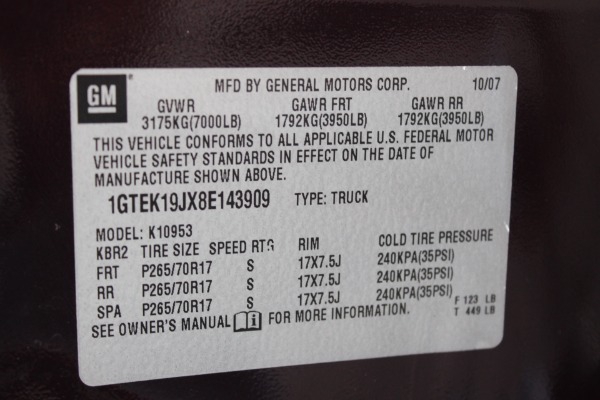 GM MFD BY GENERAL MOTORS CORP. 10/07
GVWR GAWR FRT GAWR RR
3175KG(7000LB) 1792KG(3950LB) 1792KG(3950LB)
THIS VEHICLE CONFORMS TO ALL APPLICABLE U.S. FEDERAL MOTOR
VEHICLE SAFETY STANDARDS IN EFFECT ON THE DATE OF
MANUFACTURE SHOWN ABOVE.
1GTEK19JX8E143909 TYPE: TRUCK
MODEL: K10953
KBR2 TIRE SIZE SPEED RTG RIM COLD TIRE PRESSURE
FRT P265/70R17 S 17X7.5J 240KPA(35PSI)
RR P265/70R17 S 17X7.5J 240KPA(35PSI)
SPA P265/70R17 S 17X7.5J 240KPA(35PSI)
F 123 LB
SEE OWNER'S MANUAL FOR MORE INFORMATION. T 449 LB